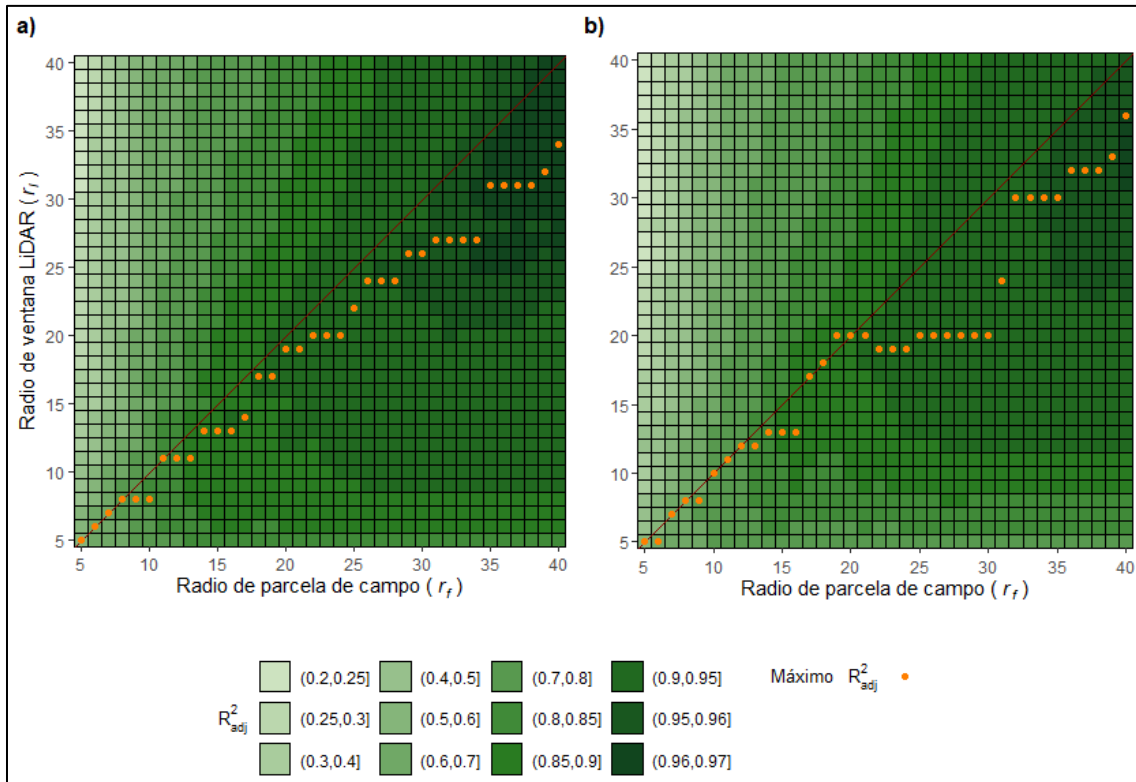 a)
40
35
30
25
20
15
10
5
Radio de ventana LiDAR ( r_l )
5 10 15 20 25 30 35 40
Radio de parcela de campo ( r_f )
b)
40
35
30
25
20
15
10
5
5 10 15 20 25 30 35 40
Radio de parcela de campo ( r_f )
(0.2,0.25] (0.4,0.5] (0.7,0.8] (0.9,0.95] Máximo R²adj
R²adj (0.25,0.3] (0.5,0.6] (0.8,0.85] (0.95,0.96]
(0.3,0.4] (0.6,0.7] (0.85,0.9] (0.96,0.97]